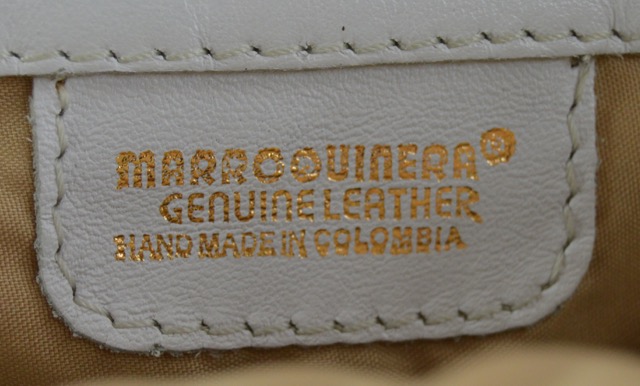 MARROQUINERA®
GENUINE LEATHER
HAND MADE IN COLOMBIA